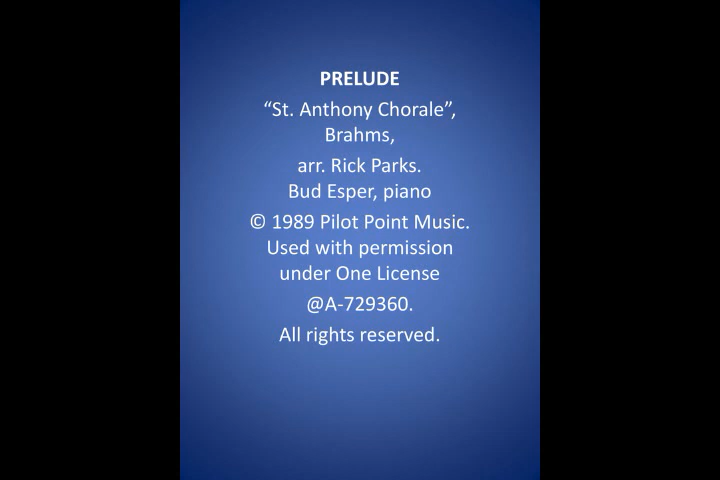 PRELUDE
“St. Anthony Chorale”,
Brahms,
arr. Rick Parks.
Bud Esper, piano
© 1989 Pilot Point Music.
Used with permission
under One License
@A-729360.
All rights reserved.